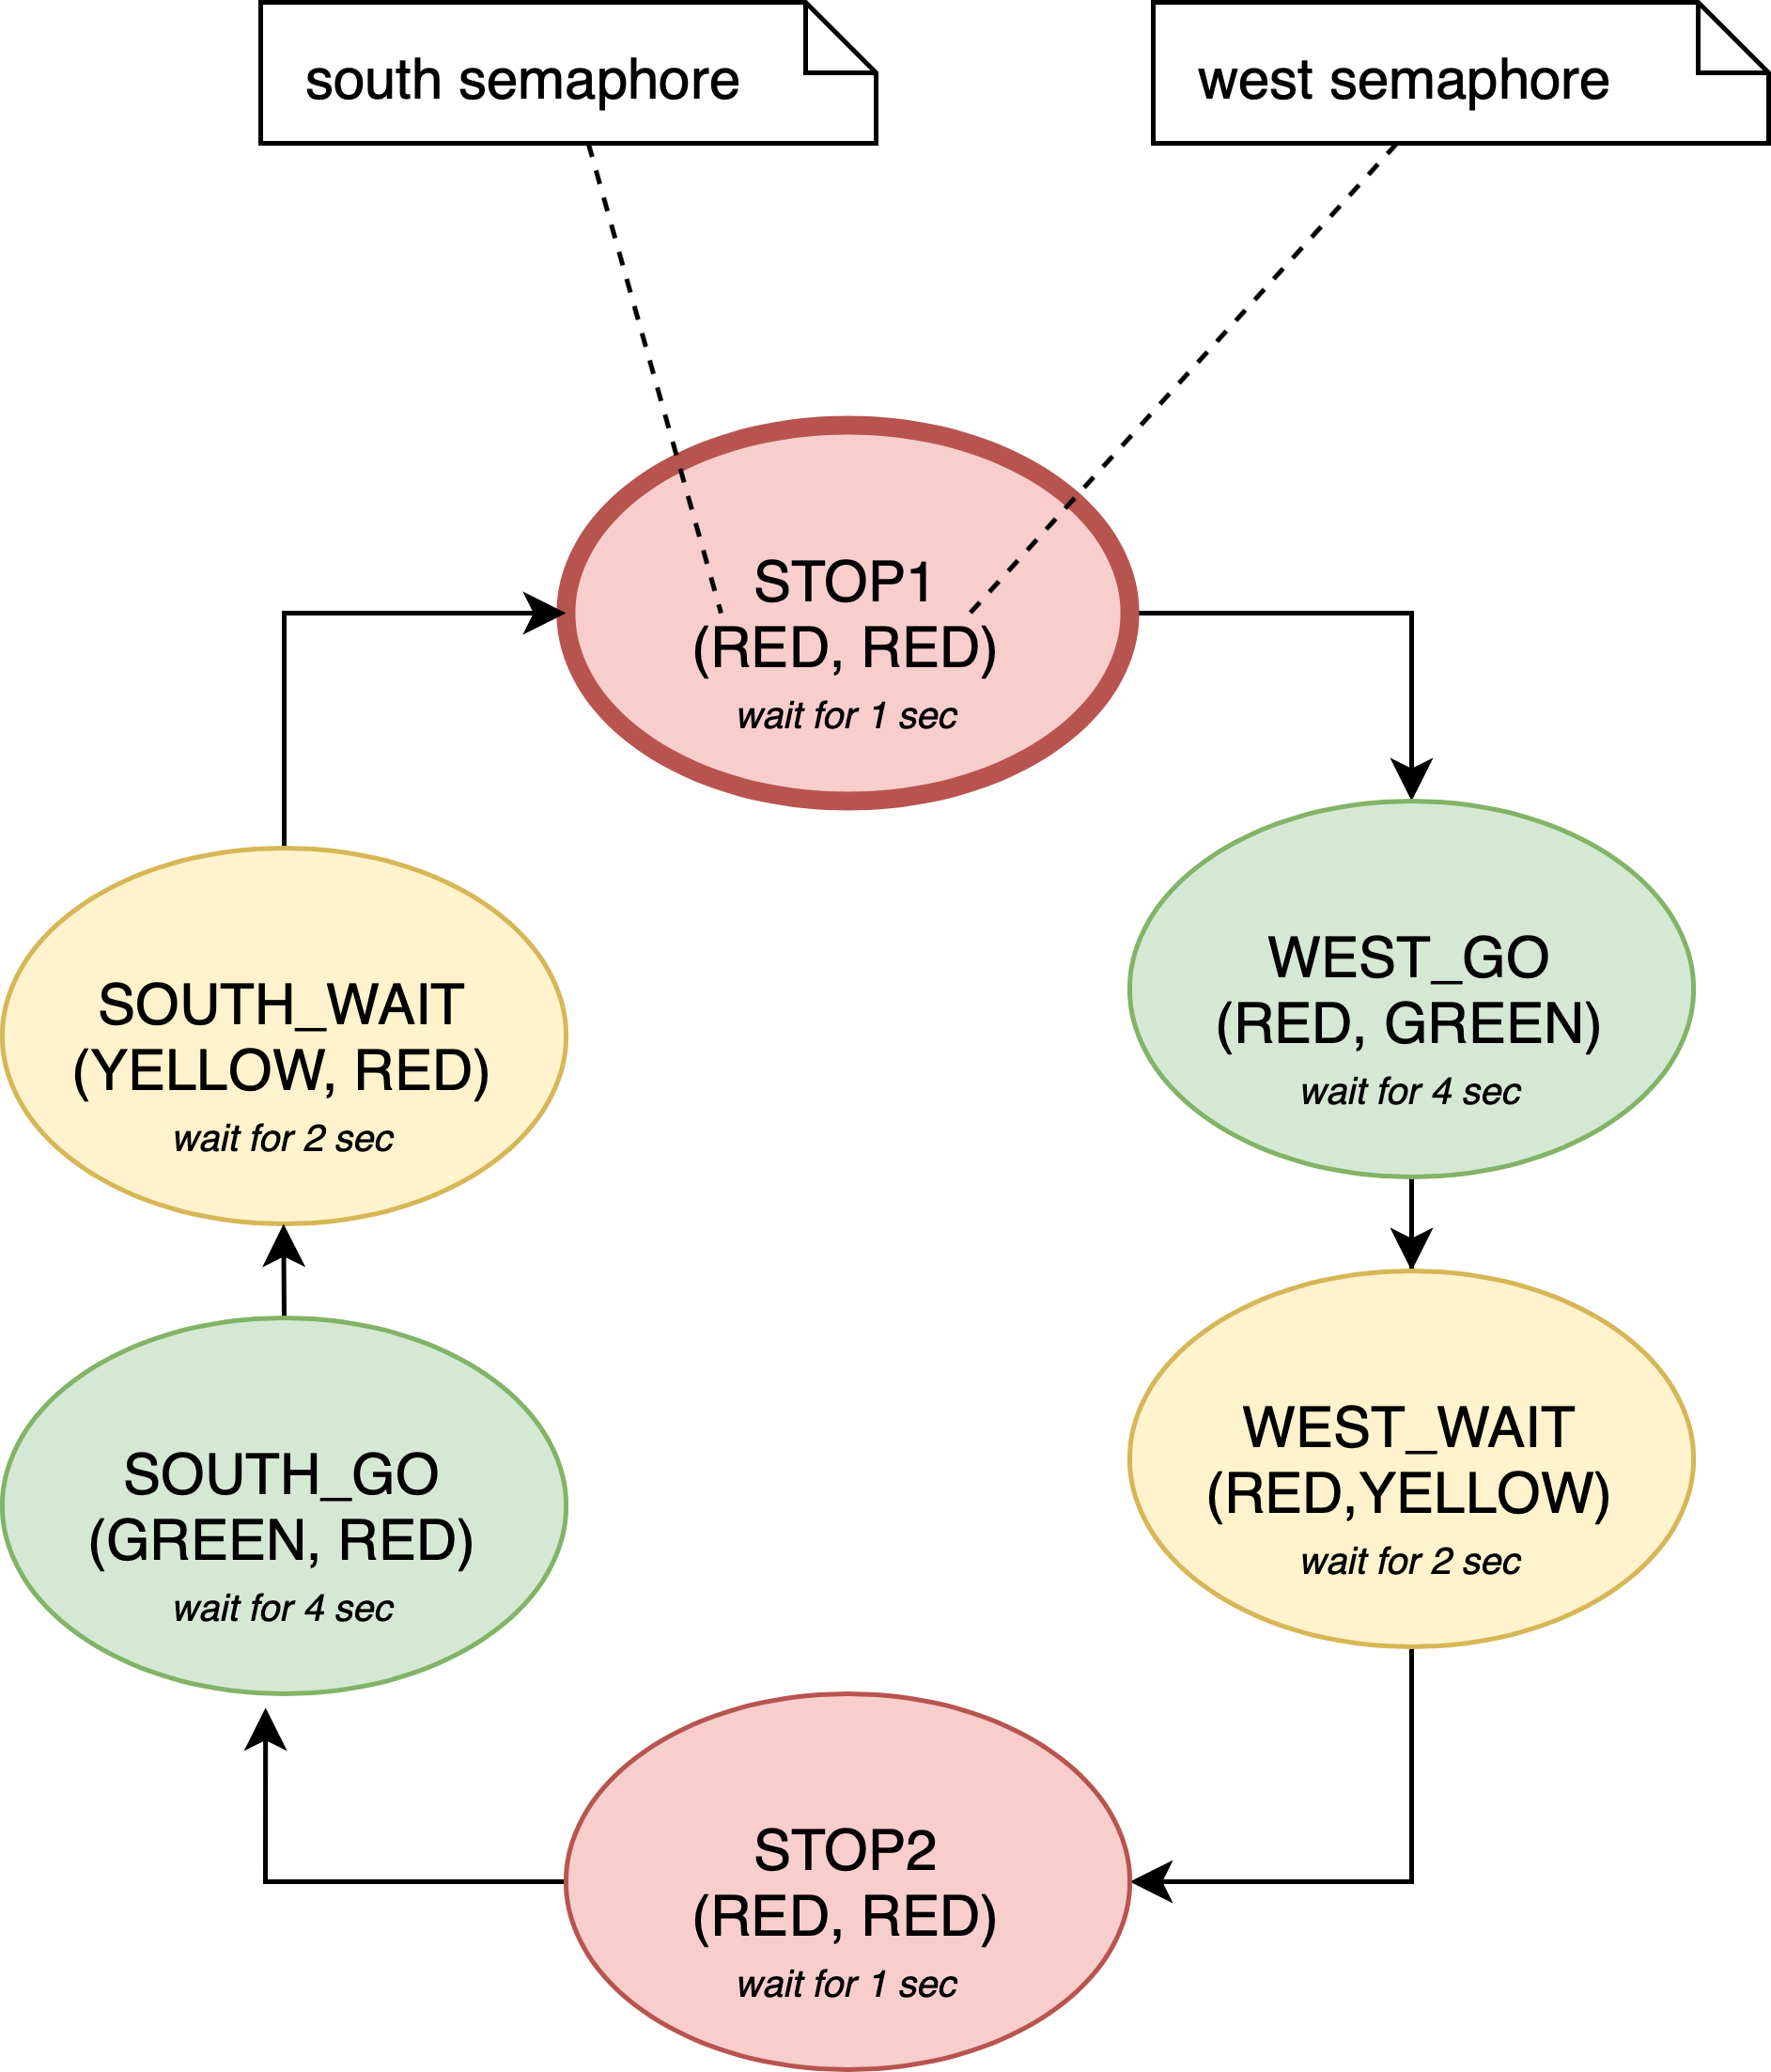 south semaphore
west semaphore
STOP1
(RED, RED)
wait for 1 sec
WEST_GO
(RED, GREEN)
wait for 4 sec
SOUTH_WAIT
(YELLOW, RED)
wait for 2 sec
WEST_WAIT
(RED,YELLOW)
wait for 2 sec
SOUTH_GO
(GREEN, RED)
wait for 4 sec
STOP2
(RED, RED)
wait for 1 sec